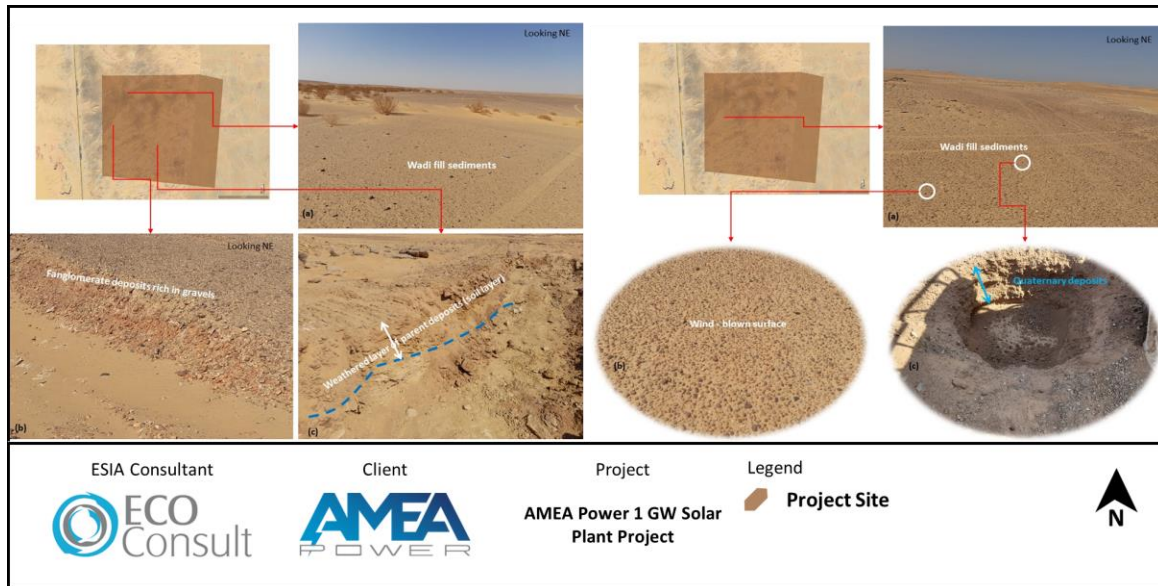 Looking NE
Wadi fill sediments
(a)
Looking NE
Fanglomerate deposits rich in gravels
(b)
Weathered layer of parent deposits (soil layer)
(c)
Looking NE
Wadi fill sediments
(a)
Wind - blown surface
(b)
Quaternary deposits
(c)
ESIA Consultant
ECO
Consult
Client
AMEA
POWER
Project
AMEA Power 1 GW Solar
Plant Project
Legend
Project Site
N